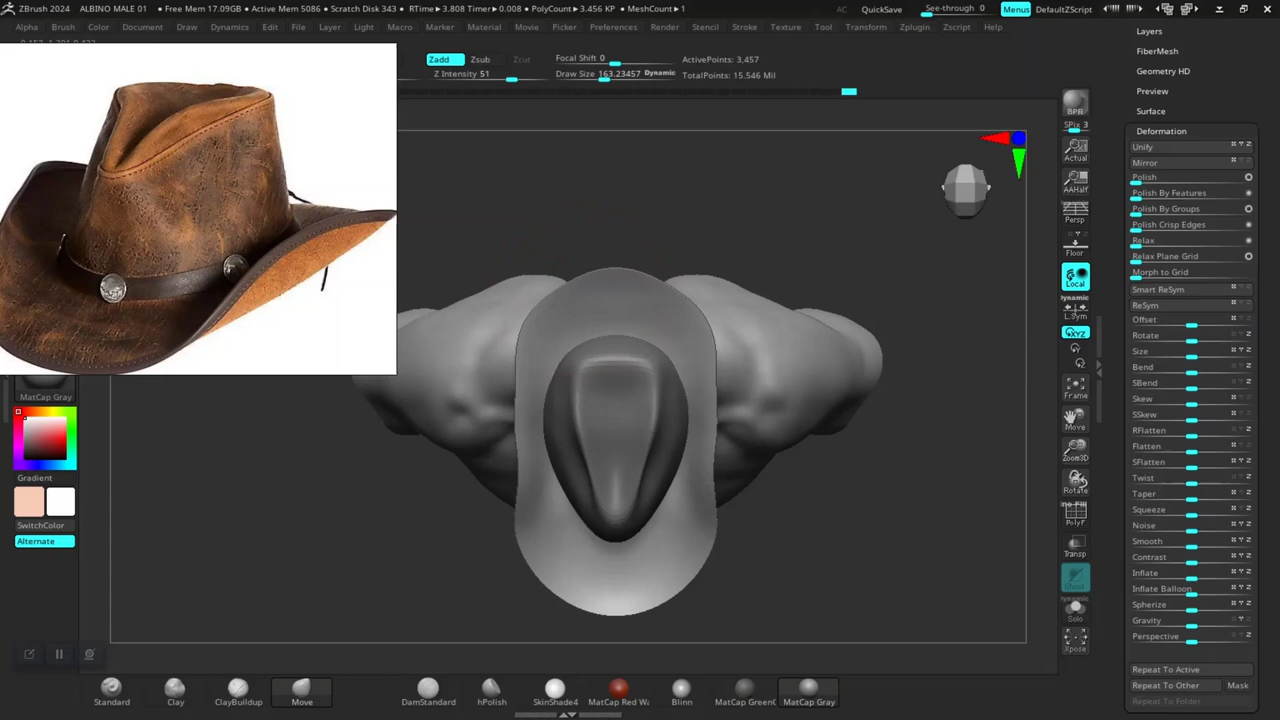 ZBrush 2024
ALBINO MALE 01
• Free Mem 17.09GB • Active Mem 5086 • Scratch Disk 343 • RTime▸3.808 Timer▸0.008 • PolyCount▸3.456 KP • MeshCount▸1
AC
QuickSave
See-through 0
Menus
DefaultZScript
Alpha
Brush
Color
Document
Draw
Dynamics
Edit
File
Layer
Light
Macro
Marker
Material
Movie
Picker
Preferences
Render
Stencil
Stroke
Texture
Tool
Transform
Zplugin
Zscript
Help
Zadd
Zsub
Zcut
Z Intensity 51
Focal Shift 0
Draw Size 163.23457
Dynamic
ActivePoints: 3,457
TotalPoints: 15.546 Mil
BPR
SPix 3
Actual
AAHalf
Persp
Floor
Local
Dynamic
L.Sym
XYZ
Frame
Move
Zoom3D
Rotate
PolyF
Transp
Ghost
Dynamic
Solo
Xpose
Layers
FiberMesh
Geometry HD
Preview
Surface
Deformation
Unify
Mirror
Polish
Polish By Features
Polish By Groups
Polish Crisp Edges
Relax
Relax Plane Grid
Morph to Grid
Smart ReSym
ReSym
Offset
Rotate
Size
Bend
SBend
Skew
SSkew
RFlatten
Flatten
SFlatten
Twist
Taper
Squeeze
Noise
Smooth
Contrast
Inflate
Inflate Balloon
Spherize
Gravity
Perspective
Repeat To Active
Repeat To Other
Mask
Repeat To Folder
MatCap Gray
Gradient
SwitchColor
Alternate
Standard
Clay
ClayBuildup
Move
DamStandard
hPolish
SkinShade4
MatCap Red Wa
Blinn
MatCap GreenC
MatCap Gray